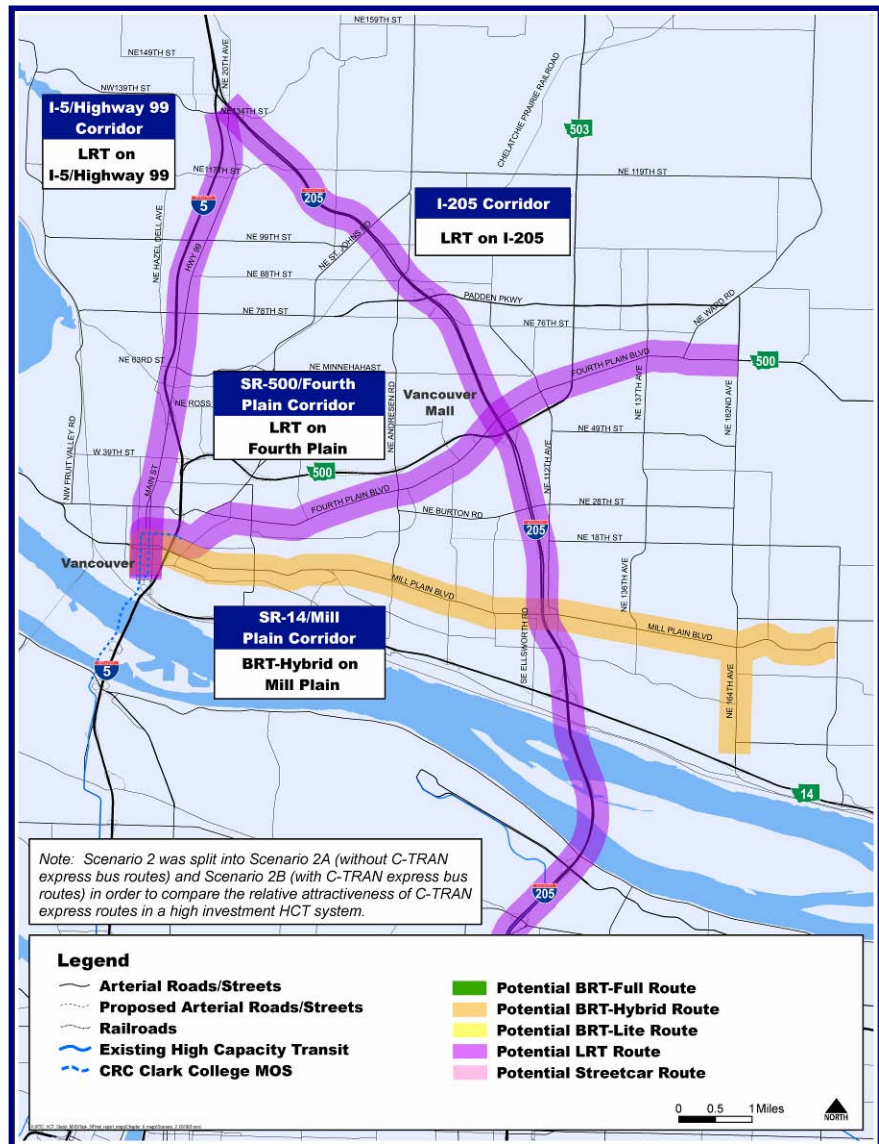 NE159TH ST
NE149TH ST
NE 20TH AVE
NW139TH ST
NE134TH ST
I-5/Highway 99
Corridor
LRT on
I-5/Highway 99
CHELATCHIE PRAIRIE RAILROAD
503
NE117TH ST
NE 119TH ST
5
205
I-205 Corridor
LRT on I-205
NE HAZEL DELL AVE
HWY 99
NE 99TH ST
NE ST. JOHNS RD
NE 88TH ST
PADDEN PKWY
NE WARD RD
NE 78TH ST
NE 76TH ST
NE 63RD ST
NE MINNEHAHAST
FOURTH PLAIN BLVD
500
SR-500/Fourth
Plain Corridor
LRT on
Fourth Plain
NE ROSS
NE ANDRESEN RD
Vancouver
Mall
NE 137TH AVE
NE 162ND AVE
NW FRUIT VALLEY RD
W 39TH ST
MAIN ST
500
NE 112TH AVE
NE 49TH ST
FOURTH PLAIN BLVD
NE BURTON RD
NE 28TH ST
205
NE 18TH ST
Vancouver
MILL PLAIN BLVD
NE 136TH AVE
MILL PLAIN BLVD
SR-14/Mill
Plain Corridor
BRT-Hybrid on
Mill Plain
SE ELLSWORTH RD
NE 164TH AVE
5
14
Note: Scenario 2 was split into Scenario 2A (without C-TRAN
express bus routes) and Scenario 2B (with C-TRAN express bus
routes) in order to compare the relative attractiveness of C-TRAN
express routes in a high investment HCT system.
205
Legend
Arterial Roads/Streets
Proposed Arterial Roads/Streets
Railroads
Existing High Capacity Transit
CRC Clark College MOS
Potential BRT-Full Route
Potential BRT-Hybrid Route
Potential BRT-Lite Route
Potential LRT Route
Potential Streetcar Route
0 0.5 1 Miles
NORTH